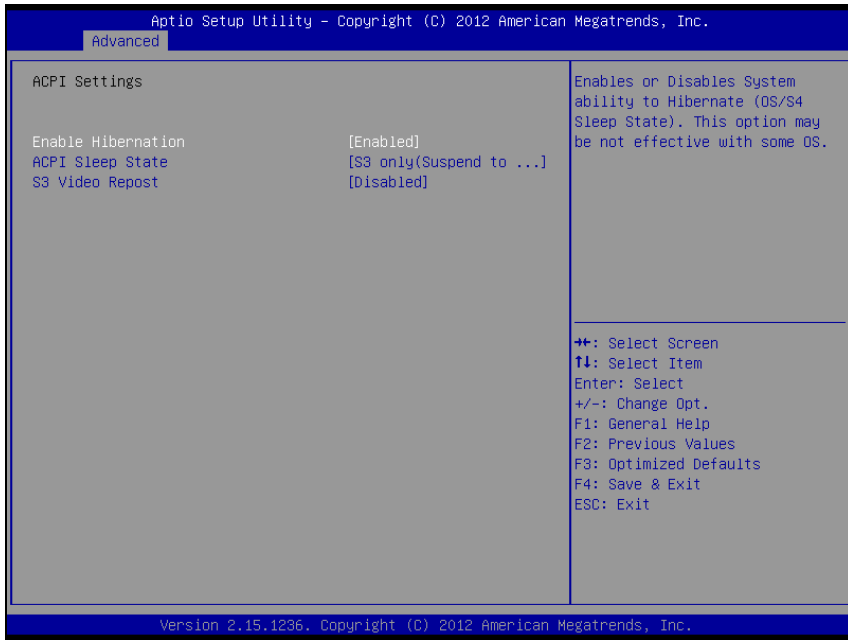 Aptio Setup Utility – Copyright (C) 2012 American Megatrends, Inc.
Advanced
ACPI Settings
Enable Hibernation [Enabled]
ACPI Sleep State [S3 only(Suspend to ...]
S3 Video Repost [Disabled]
Enables or Disables System
ability to Hibernate (OS/S4
Sleep State). This option may
be not effective with some OS.
→←: Select Screen
↑↓: Select Item
Enter: Select
+/-: Change Opt.
F1: General Help
F2: Previous Values
F3: Optimized Defaults
F4: Save & Exit
ESC: Exit
Version 2.15.1236. Copyright (C) 2012 American Megatrends, Inc.